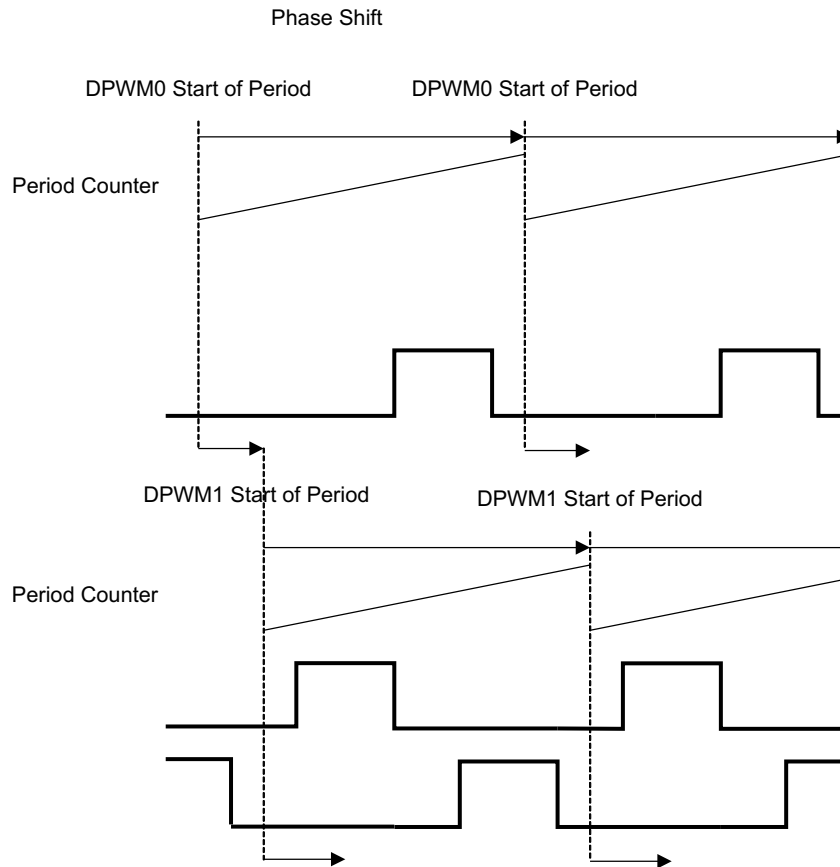 Phase Shift
DPWM0 Start of Period
DPWM0 Start of Period
Period Counter
DPWM1 Start of Period
DPWM1 Start of Period
Period Counter